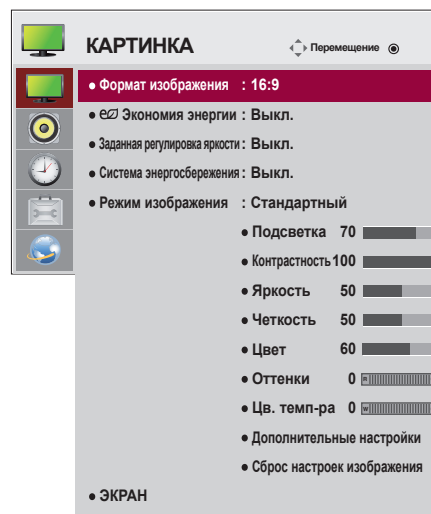 КАРТИНКА Перемещение
● Формат изображения : 16:9
● Экономия энергии : Выкл.
● Заданная регулировка яркости : Выкл.
● Система энергосбережения : Выкл.
● Режим изображения : Стандартный
● Подсветка 70
● Контрастность 100
● Яркость 50
● Четкость 50
● Цвет 60
● Оттенки 0
● Цв. темп-ра 0
● Дополнительные настройки
● Сброс настроек изображения
● ЭКРАН